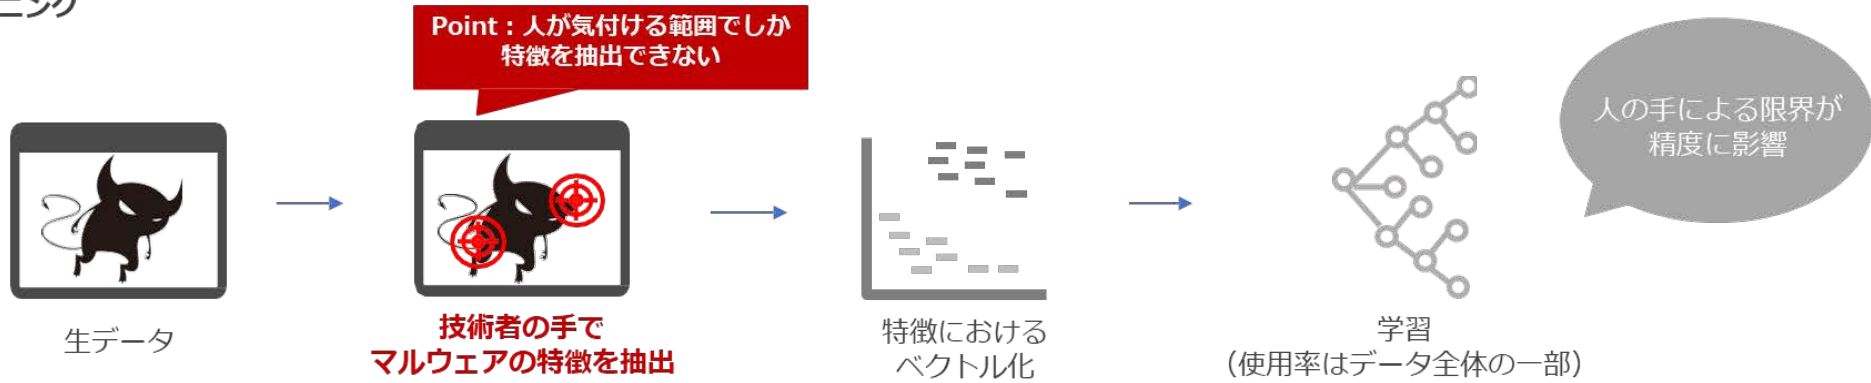 ニング
Point：人が気付ける範囲でしか
特徴を抽出できない
人の手による限界が
精度に影響
生データ
技術者の手で
マルウェアの特徴を抽出
特徴における
ベクトル化
学習
（使用率はデータ全体の一部）